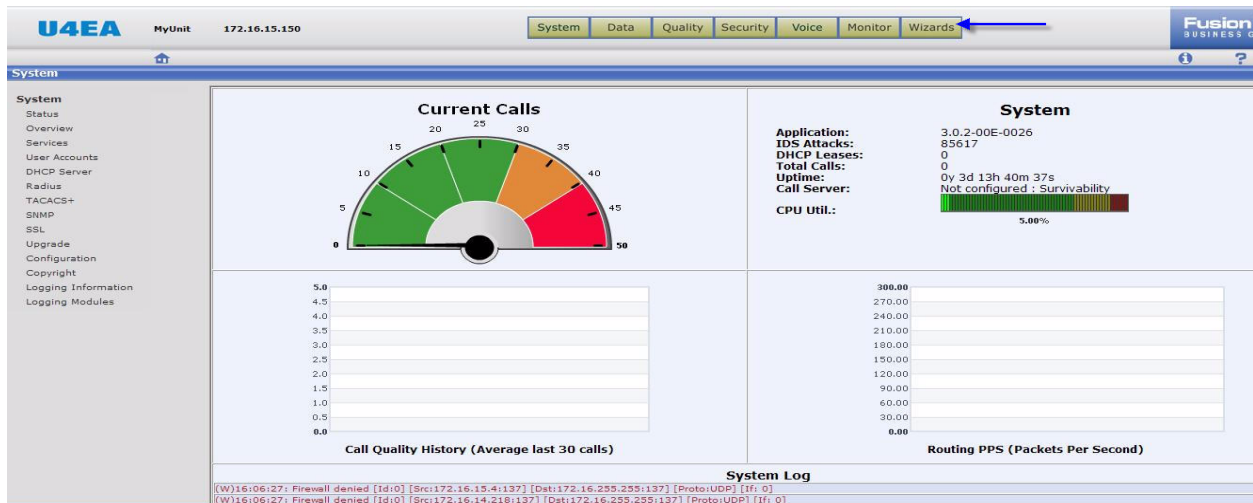 U4EA MyUnit 172.16.15.150 System Data Quality Security Voice Monitor Wizards Fusion
BUSINESS G
System
System
Status
Overview
Services
User Accounts
DHCP Server
Radius
TACACS+
SNMP
SSL
Upgrade
Configuration
Copyright
Logging Information
Logging Modules
Current Calls
0 5 10 15 20 25 30 35 40 45 50
System
Application: 3.0.2-00E-0026
IDS Attacks: 85617
DHCP Leases: 0
Total Calls: 0
Uptime: 0y 3d 13h 40m 37s
Call Server: Not configured : Survivability
CPU Util.:
5.00%
5.0
4.5
4.0
3.5
3.0
2.5
2.0
1.5
1.0
0.5
0.0
Call Quality History (Average last 30 calls)
300.00
270.00
240.00
210.00
180.00
150.00
120.00
90.00
60.00
30.00
0.00
Routing PPS (Packets Per Second)
System Log
(W)16:06:27: Firewall denied [Id:0] [Src:172.16.15.4:137] [Dst:172.16.255.255:137] [Proto:UDP] [If: 0]
(W)16:06:27: Firewall denied [Id:0] [Src:172.16.14.218:137] [Dst:172.16.255.255:137] [Proto:UDP] [If: 0]